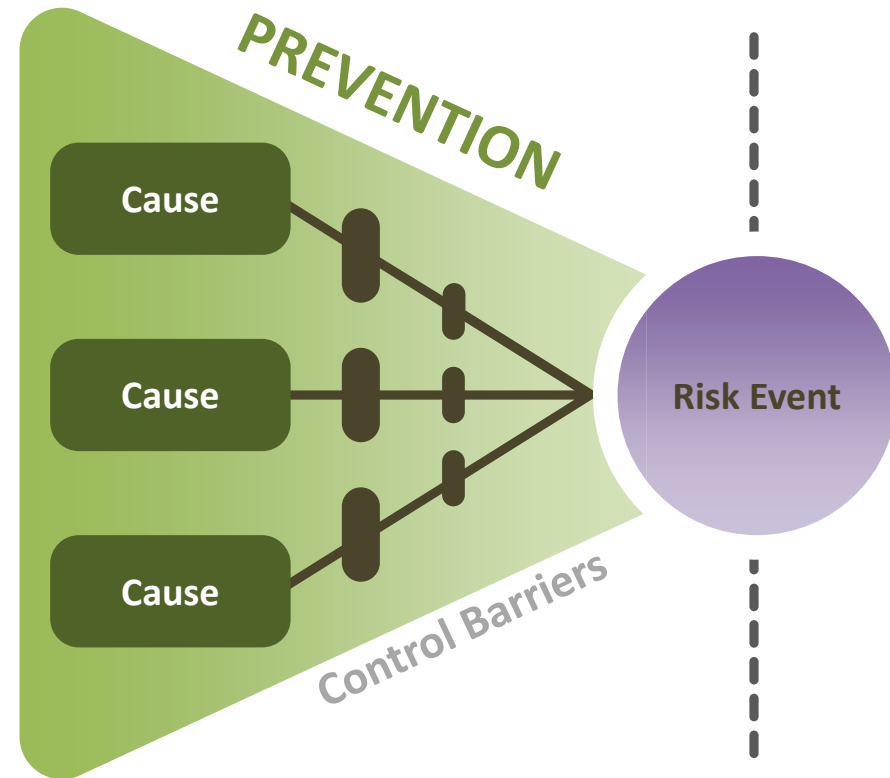 PREVENTION
Cause
Cause
Risk Event
Cause
Control Barriers